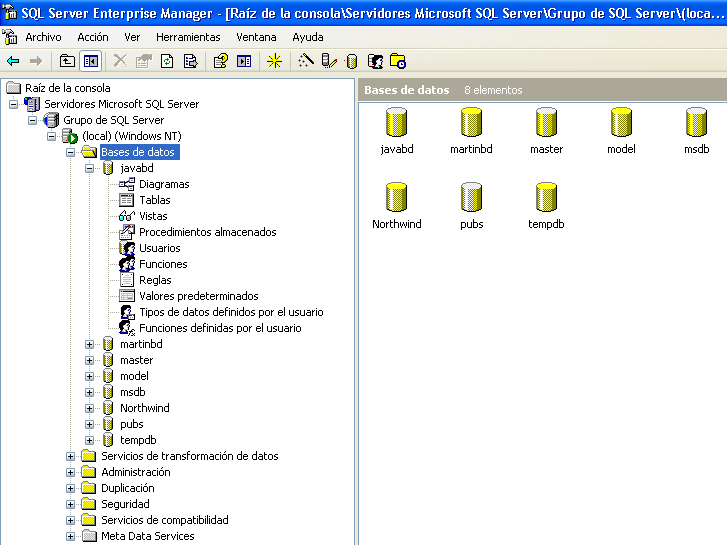 SQL Server Enterprise Manager - [Raíz de la consola\Servidores Microsoft SQL Server\Grupo de SQL Server\(loca...
Archivo Acción Ver Herramientas Ventana Ayuda
Raíz de la consola
Servidores Microsoft SQL Server
Grupo de SQL Server
(local) (Windows NT)
Bases de datos
javabd
Diagramas
Tablas
Vistas
Procedimientos almacenados
Usuarios
Funciones
Reglas
Valores predeterminados
Tipos de datos definidos por el usuario
Funciones definidas por el usuario
martinbd
master
model
msdb
Northwind
pubs
tempdb
Servicios de transformación de datos
Administración
Duplicación
Seguridad
Servicios de compatibilidad
Meta Data Services
Bases de datos 8 elementos
javabd martinbd master model msdb
Northwind pubs tempdb